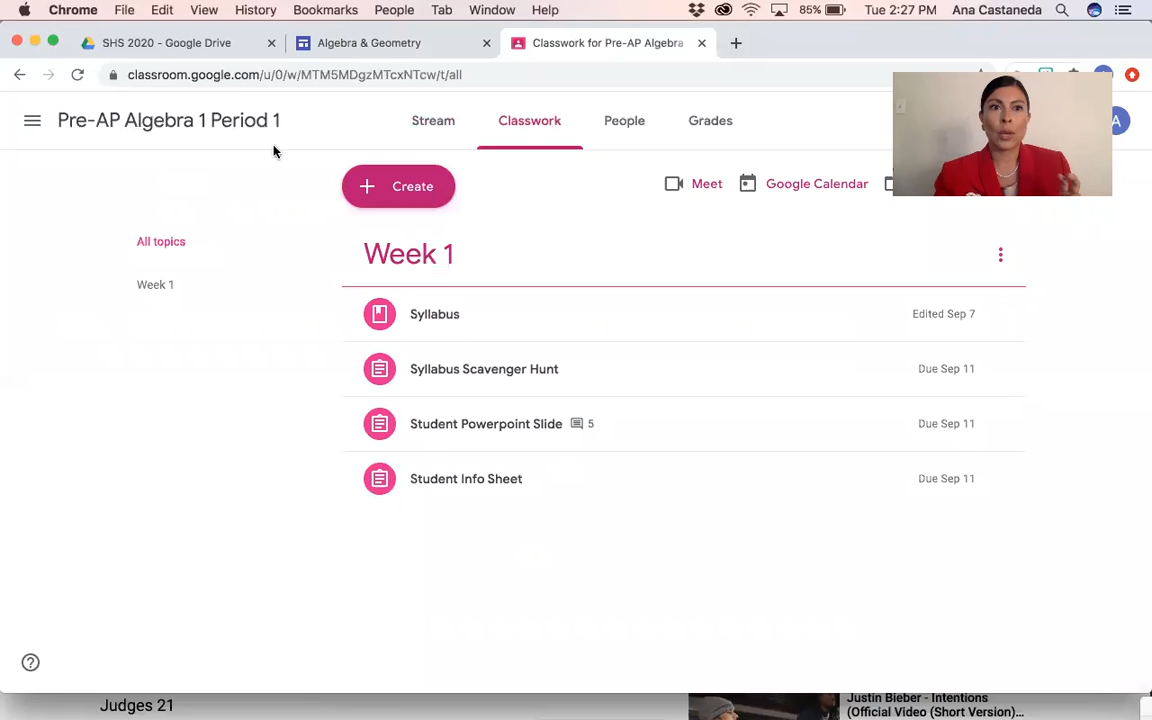 Chrome File Edit View History Bookmarks People Tab Window Help 85% Tue 2:27 PM Ana Castaneda
SHS 2020 - Google Drive Algebra & Geometry Classwork for Pre-AP Algebra
classroom.google.com/u/0/w/MTM5MDgzMTcxNTcw/t/all
Pre-AP Algebra 1 Period 1 Stream Classwork People Grades A
Create Meet Google Calendar
All topics
Week 1
Week 1
Syllabus Edited Sep 7
Syllabus Scavenger Hunt Due Sep 11
Student Powerpoint Slide 5 Due Sep 11
Student Info Sheet Due Sep 11
Judges 21
Justin Bieber - Intentions
(Official Video (Short Version)...